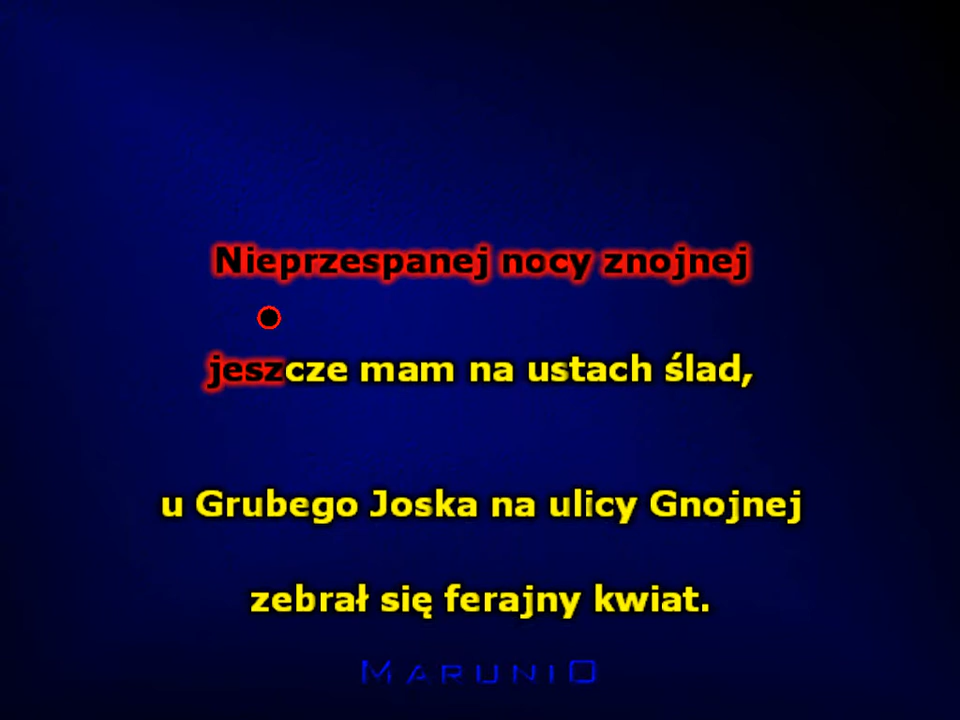 Nieprzespanej nocy znojnej
jeszcze mam na ustach ślad,
u Grubego Joska na ulicy Gnojnej
zebrał się ferajny kwiat.
MARUNIO